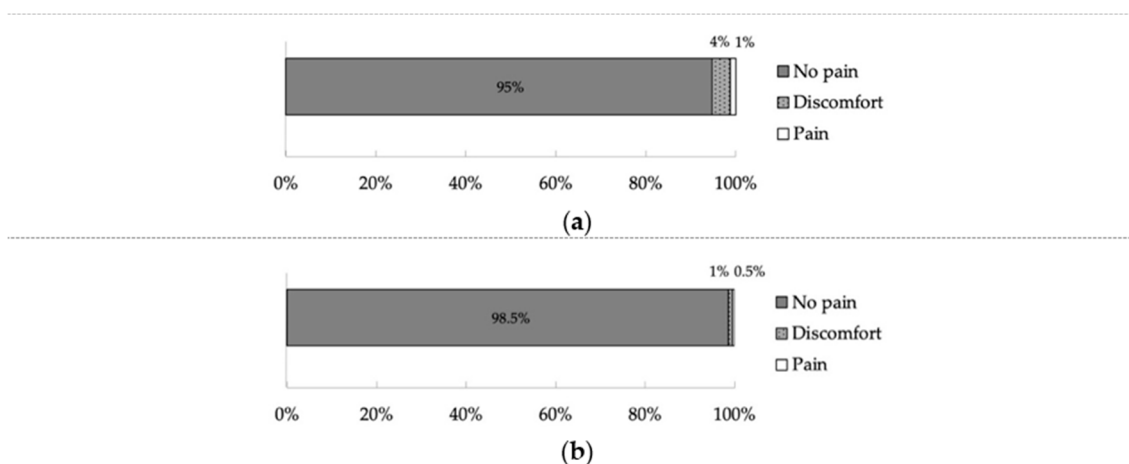 4% 1%
95%
No pain
Discomfort
Pain
0% 20% 40% 60% 80% 100%
(a)
1% 0.5%
98.5%
No pain
Discomfort
Pain
0% 20% 40% 60% 80% 100%
(b)